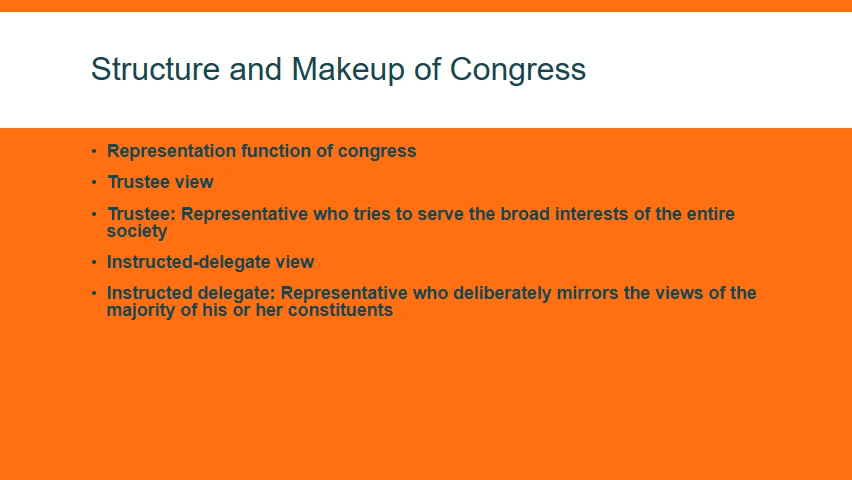 Structure and Makeup of Congress
• Representation function of congress
• Trustee view
• Trustee: Representative who tries to serve the broad interests of the entire
society
• Instructed-delegate view
• Instructed delegate: Representative who deliberately mirrors the views of the
majority of his or her constituents